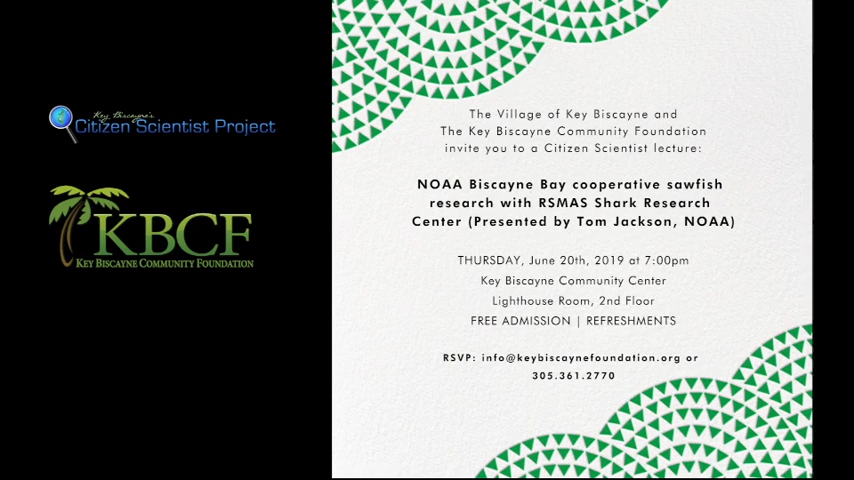 Key Biscayne's
Citizen Scientist Project
KBCF
KEY BISCAYNE COMMUNITY FOUNDATION
The Village of Key Biscayne and
The Key Biscayne Community Foundation
invite you to a Citizen Scientist lecture:
NOAA Biscayne Bay cooperative sawfish
research with RSMAS Shark Research
Center (Presented by Tom Jackson, NOAA)
THURSDAY, June 20th, 2019 at 7:00pm
Key Biscayne Community Center
Lighthouse Room, 2nd Floor
FREE ADMISSION | REFRESHMENTS
RSVP: info@keybiscaynefoundation.org or
305.361.2770